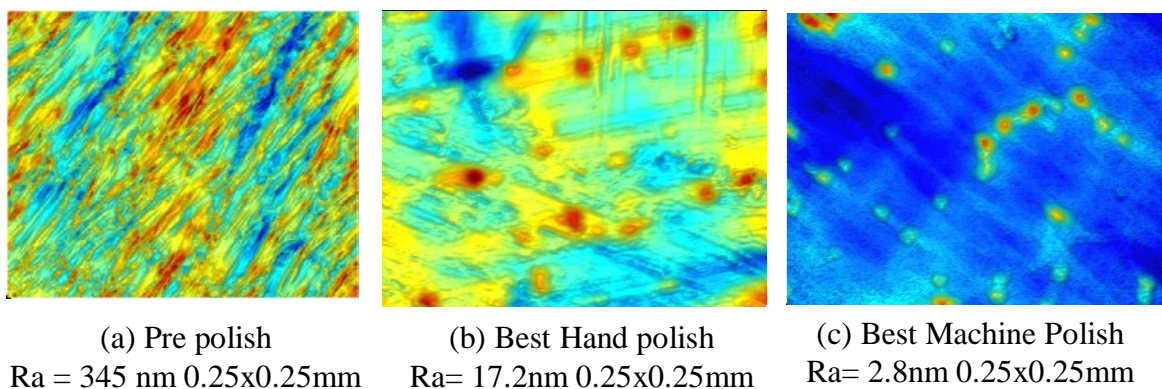 (a) Pre polish
Ra = 345 nm 0.25x0.25mm
(b) Best Hand polish
Ra= 17.2nm 0.25x0.25mm
(c) Best Machine Polish
Ra= 2.8nm 0.25x0.25mm